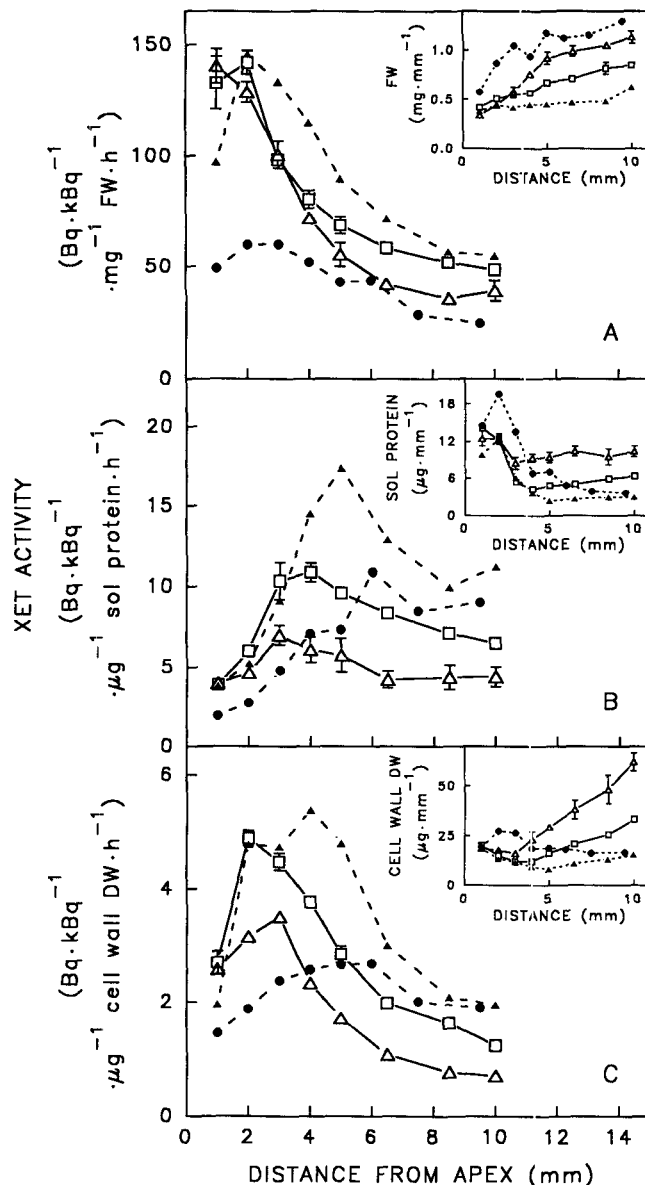 150
100
50
0
(Bq·kBq⁻¹
·mg⁻¹ FW·h⁻¹)
A
1.0
0.5
0.0
FW
(mg·mm⁻¹)
0 5 10
DISTANCE (mm)
20
15
10
5
0
XET ACTIVITY
(Bq·kBq⁻¹
·μg⁻¹ sol protein·h⁻¹)
B
18
12
6
0
SOL PROTEIN
(μg·mm⁻¹)
0 5 10
DISTANCE (mm)
6
4
2
0
(Bq·kBq⁻¹
·μg⁻¹ cell wall DW·h⁻¹)
C
50
25
0
CELL WALL DW
(μg·mm⁻¹)
0 5 10
DISTANCE (mm)
0 2 4 6 8 10 12 14
DISTANCE FROM APEX (mm)